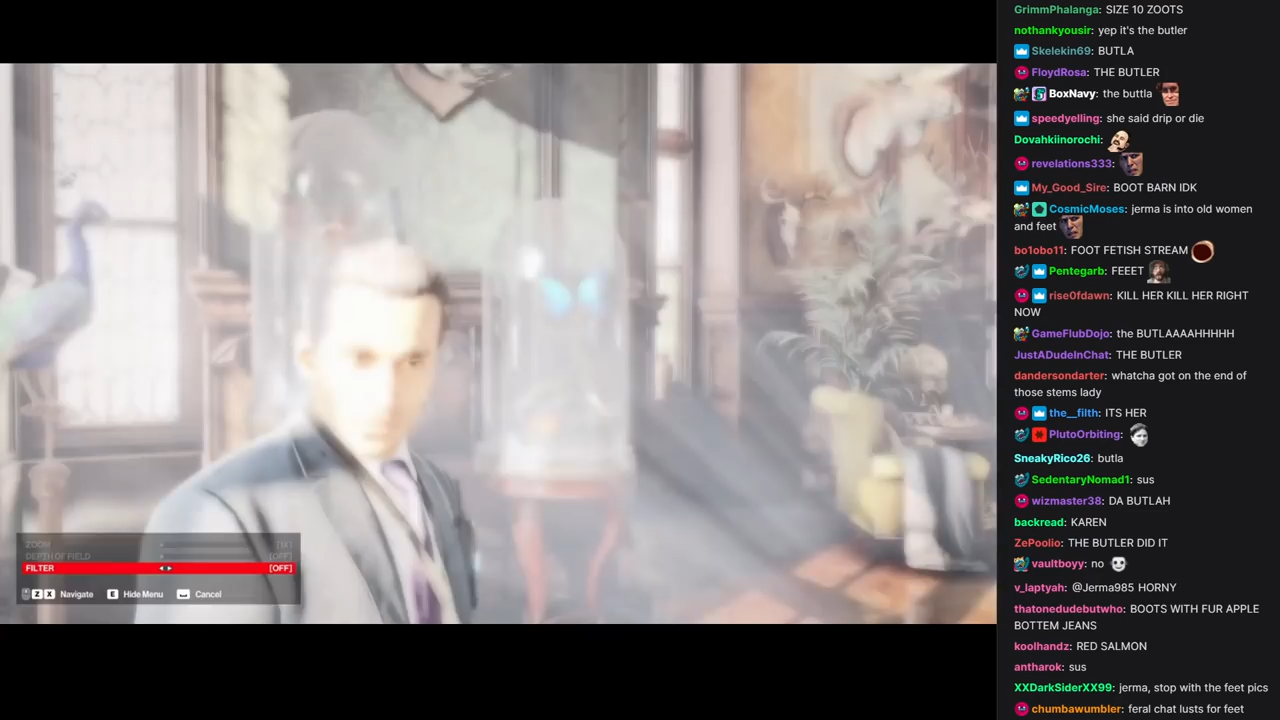 ZOOM [1X]
DEPTH OF FIELD [OFF]
FILTER [OFF]
Z X Navigate E Hide Menu Cancel
GrimmPhalanga: SIZE 10 ZOOTS
nothankyousir: yep it's the butler
Skelekin69: BUTLA
FloydRosa: THE BUTLER
BoxNavy: the buttla
speedyelling: she said drip or die
Dovahkiinorochi:
revelations333:
My_Good_Sire: BOOT BARN IDK
CosmicMoses: jerma is into old women
and feet
bo1obo11: FOOT FETISH STREAM
Pentegarb: FEEET
rise0fdawn: KILL HER KILL HER RIGHT
NOW
GameFlubDojo: the BUTLAAAAHHHHH
JustADudeInChat: THE BUTLER
dandersondarter: whatcha got on the end of
those stems lady
the__filth: ITS HER
PlutoOrbiting:
SneakyRico26: butla
SedentaryNomad1: sus
wizmaster38: DA BUTLAH
backread: KAREN
ZePoolio: THE BUTLER DID IT
vaultboyy: no
v_laptyah: @Jerma985 HORNY
thatonedudebutwho: BOOTS WITH FUR APPLE
BOTTEM JEANS
koolhandz: RED SALMON
antharok: sus
XXDarkSiderXX99: jerma, stop with the feet pics
chumbawumbler: feral chat lusts for feet